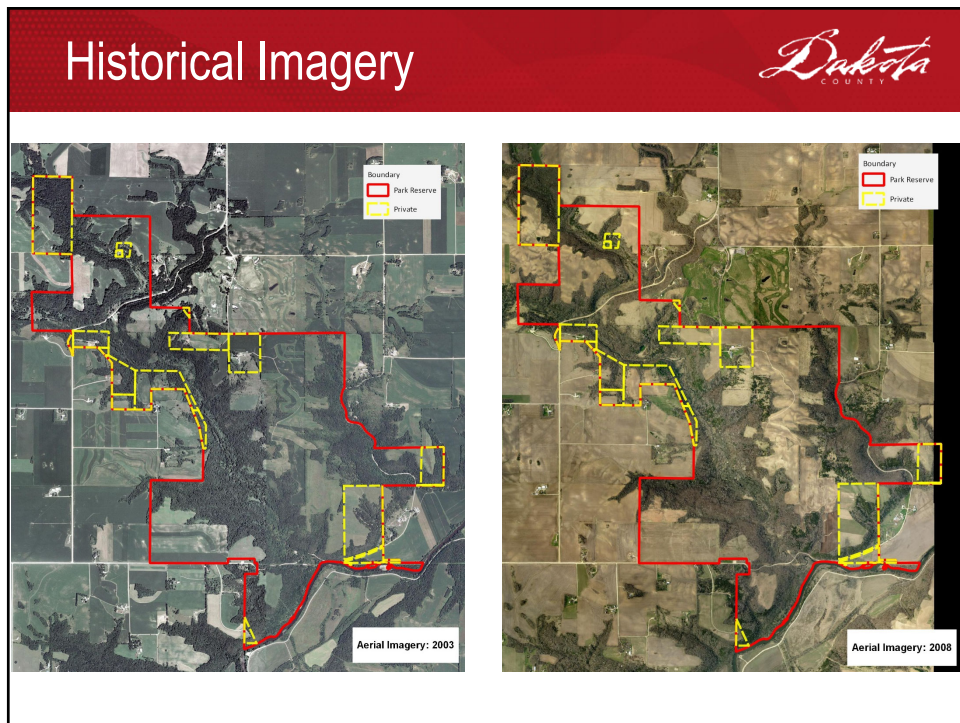 Historical Imagery
Dakota
COUNTY
Boundary
Park Reserve
Private
Aerial Imagery: 2003
Boundary
Park Reserve
Private
Aerial Imagery: 2008